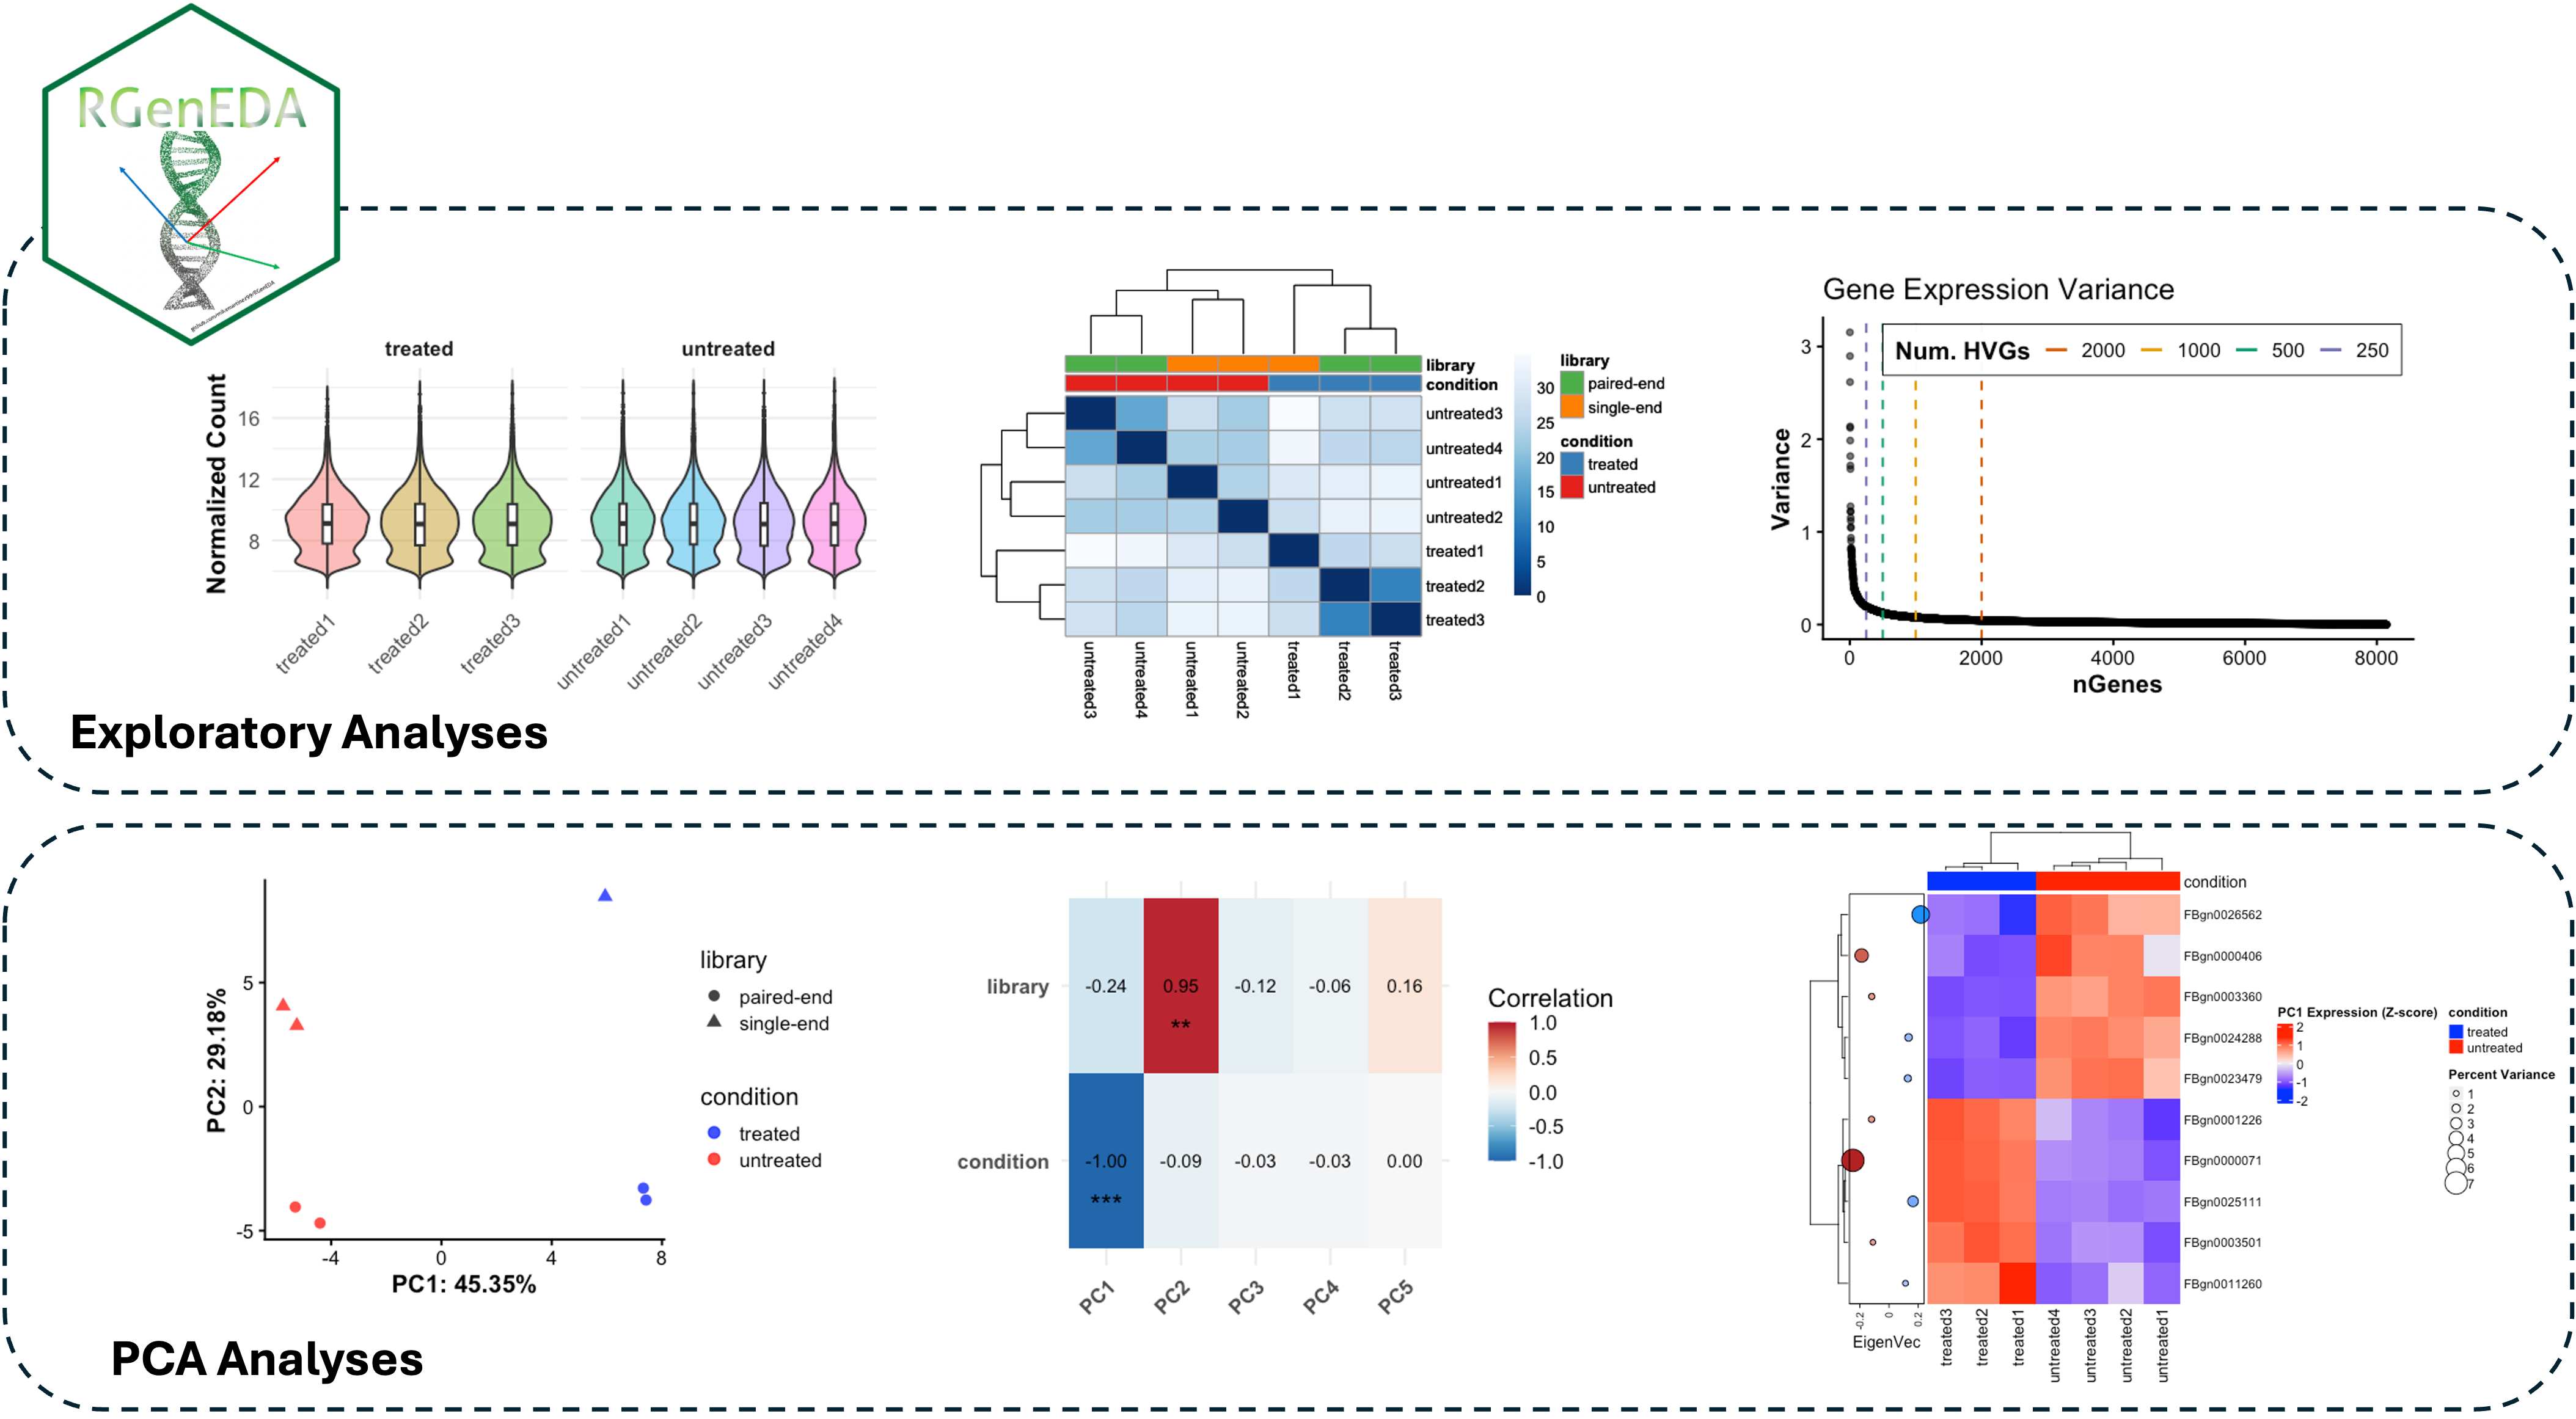 RGenEDA
treated
untreated
Normalized Count
16
12
8
treated1
treated2
treated3
untreated1
untreated2
untreated3
untreated4
library
condition
untreated3
untreated4
untreated1
untreated2
treated1
treated2
treated3
untreated3
untreated4
untreated1
untreated2
treated1
treated2
treated3
30
25
20
15
10
5
0
library
paired-end
single-end
condition
treated
untreated
Gene Expression Variance
Num. HVGs 2000 1000 500 250
Variance
3
2
1
0
0 2000 4000 6000 8000
nGenes
Exploratory Analyses
PC2: 29.18%
5
0
-5
-4 0 4 8
PC1: 45.35%
library
paired-end
single-end
condition
treated
untreated
library
-0.24 0.95 -0.12 -0.06 0.16
**
condition
-1.00 -0.09 -0.03 -0.03 0.00
***
PC1 PC2 PC3 PC4 PC5
Correlation
1.0
0.5
0.0
-0.5
-1.0
condition
FBgn0026562
FBgn0000406
FBgn0003360
FBgn0024288
FBgn0023479
FBgn0001226
FBgn0000071
FBgn0025111
FBgn0003501
FBgn0011260
-0.2 0 0.2
EigenVec
treated3
treated2
treated1
untreated4
untreated3
untreated2
untreated1
PC1 Expression (Z-score)
2
1
0
-1
-2
condition
treated
untreated
Percent Variance
1
2
3
4
5
6
7
PCA Analyses